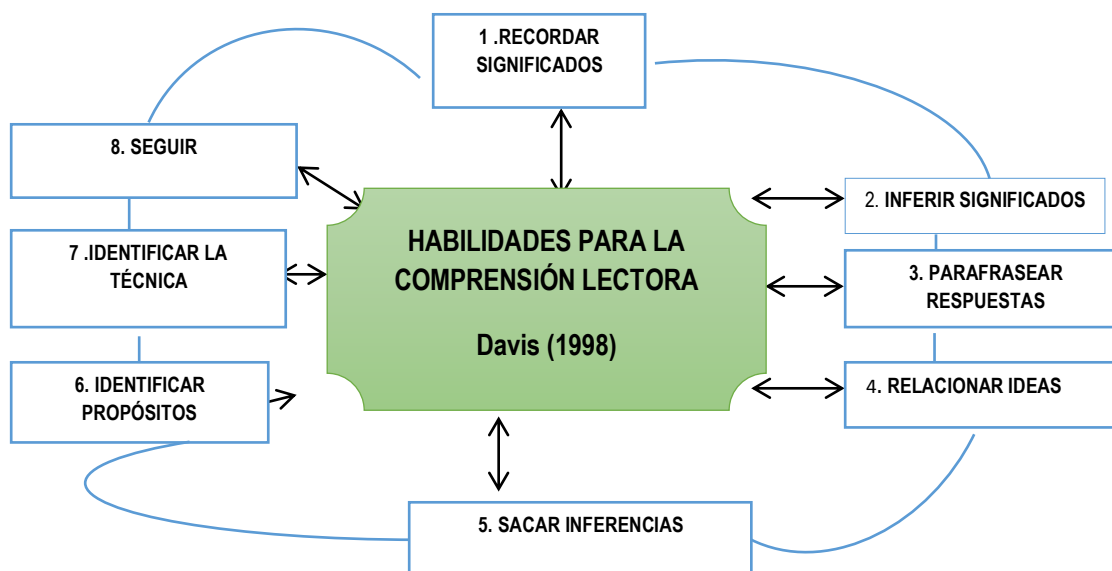 1 .RECORDAR
SIGNIFICADOS
8. SEGUIR
2. INFERIR SIGNIFICADOS
7 .IDENTIFICAR LA
TÉCNICA
HABILIDADES PARA LA
COMPRENSIÓN LECTORA
Davis (1998)
3. PARAFRASEAR
RESPUESTAS
6. IDENTIFICAR
PROPÓSITOS
4. RELACIONAR IDEAS
5. SACAR INFERENCIAS